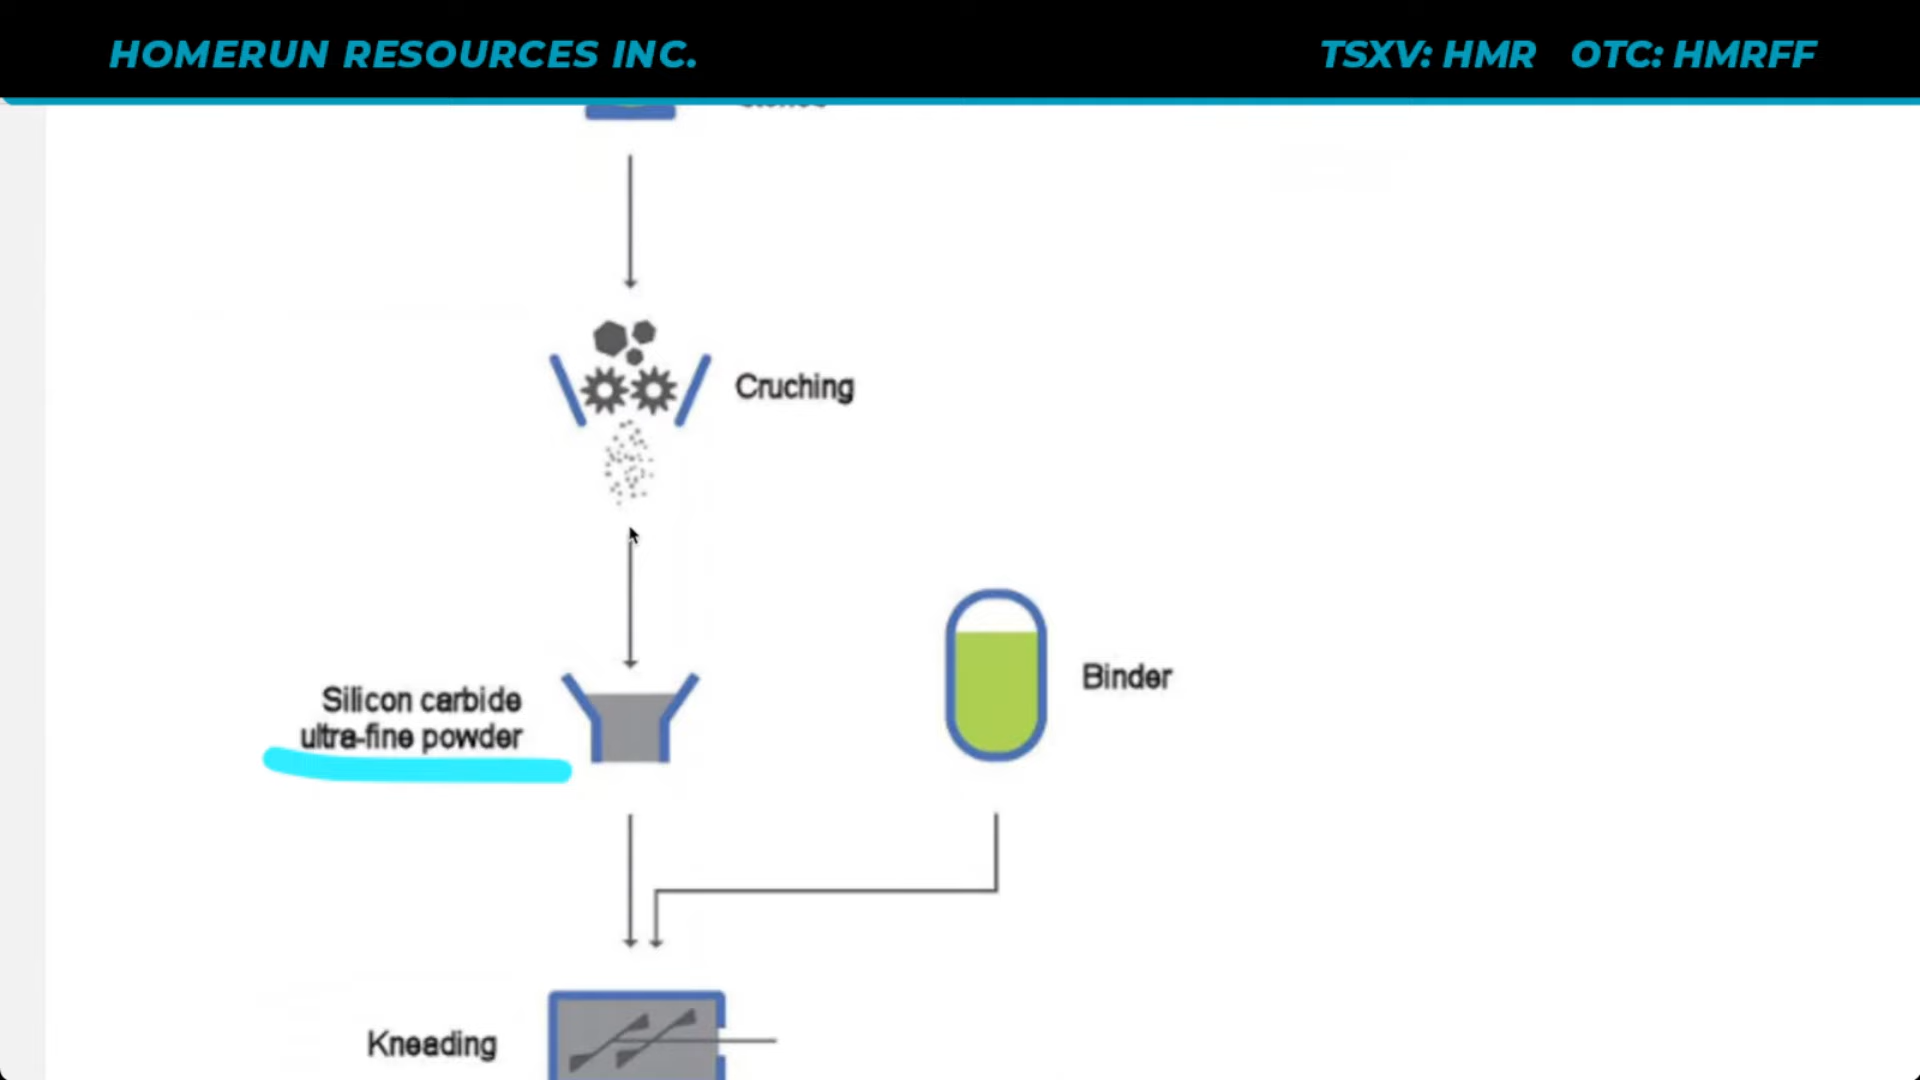 HOMERUN RESOURCES INC.
TSXV: HMR OTC: HMRFF
Cruching
Silicon carbide
ultra-fine powder
Binder
Kneading